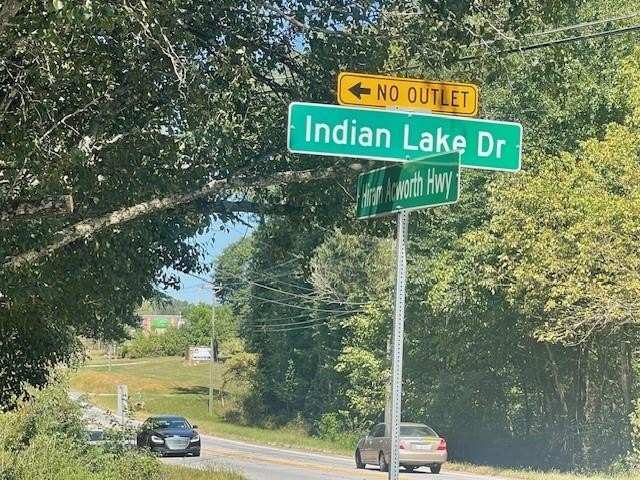 NO OUTLET
Indian Lake Dr
Hiram Acworth Hwy